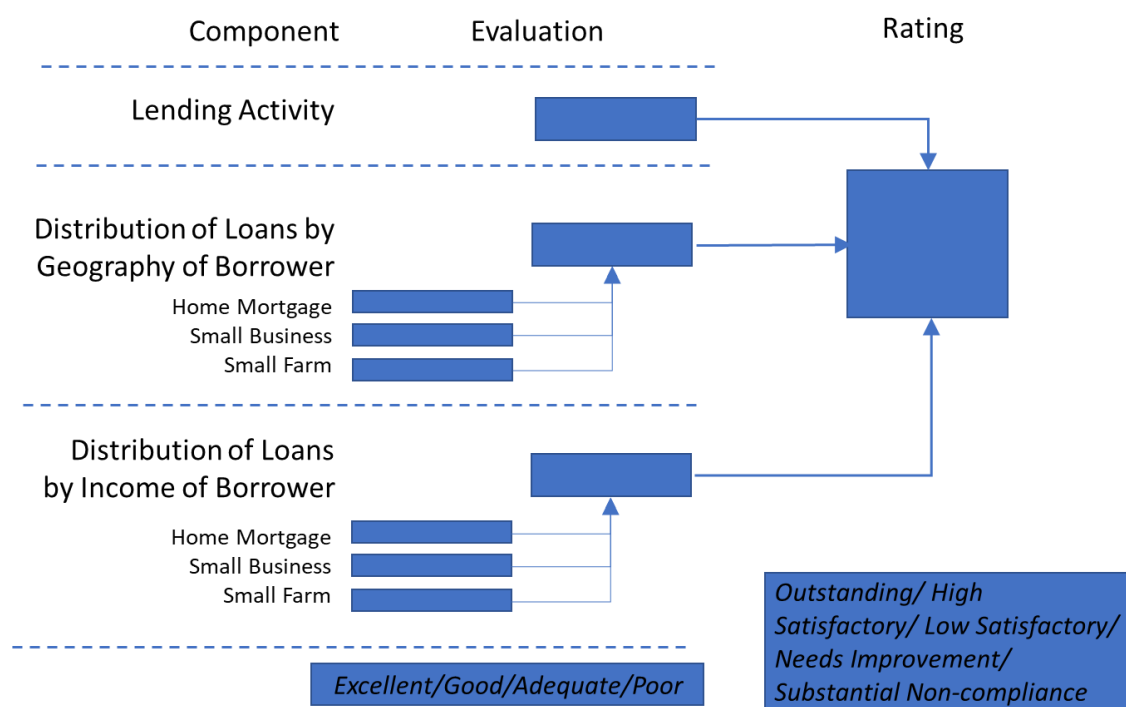 Component
Evaluation
Rating
Lending Activity
Distribution of Loans by
Geography of Borrower
Home Mortgage
Small Business
Small Farm
Distribution of Loans
by Income of Borrower
Home Mortgage
Small Business
Small Farm
Excellent/Good/Adequate/Poor
Outstanding/ High
Satisfactory/ Low Satisfactory/
Needs Improvement/
Substantial Non-compliance